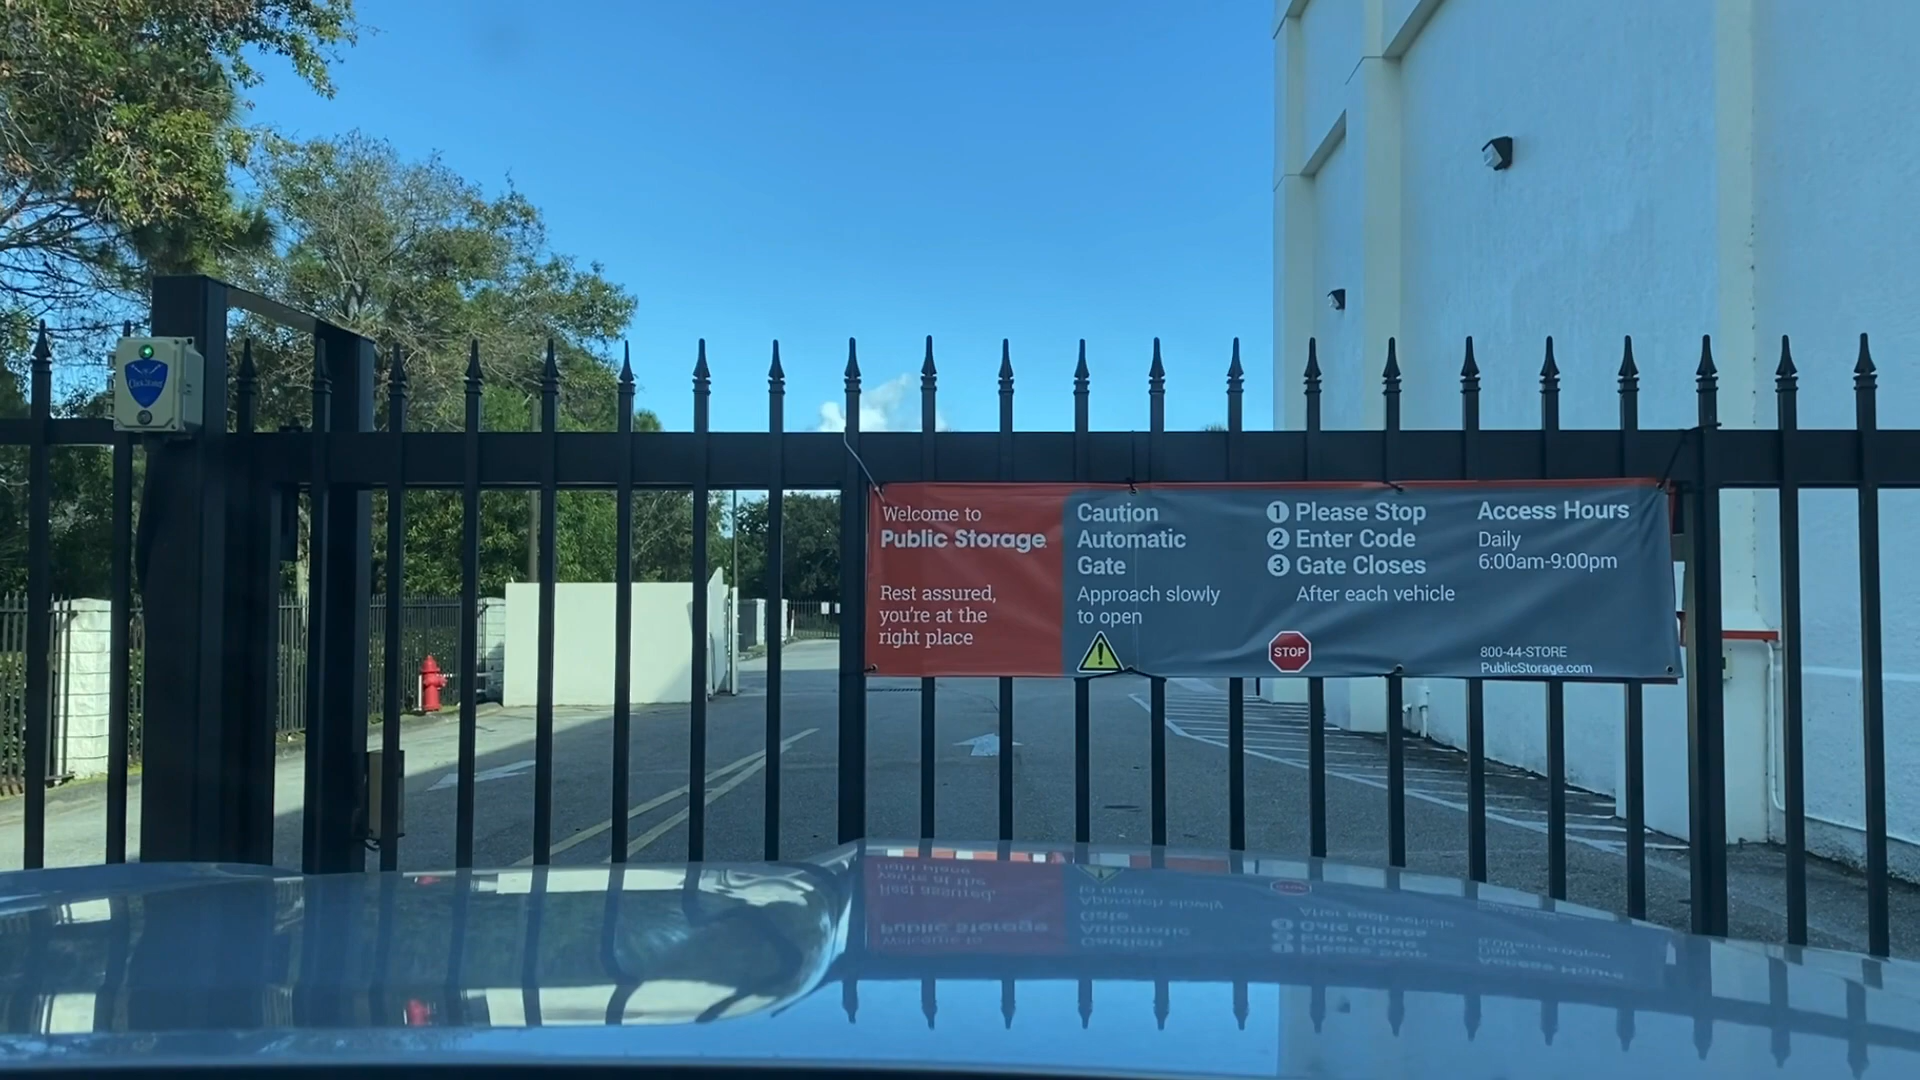 Welcome to
Public Storage
Rest assured,
you're at the
right place
Caution
Automatic
Gate
Approach slowly
to open
1 Please Stop
2 Enter Code
3 Gate Closes
After each vehicle
STOP
Access Hours
Daily
6:00am-9:00pm
800-44-STORE
PublicStorage.com